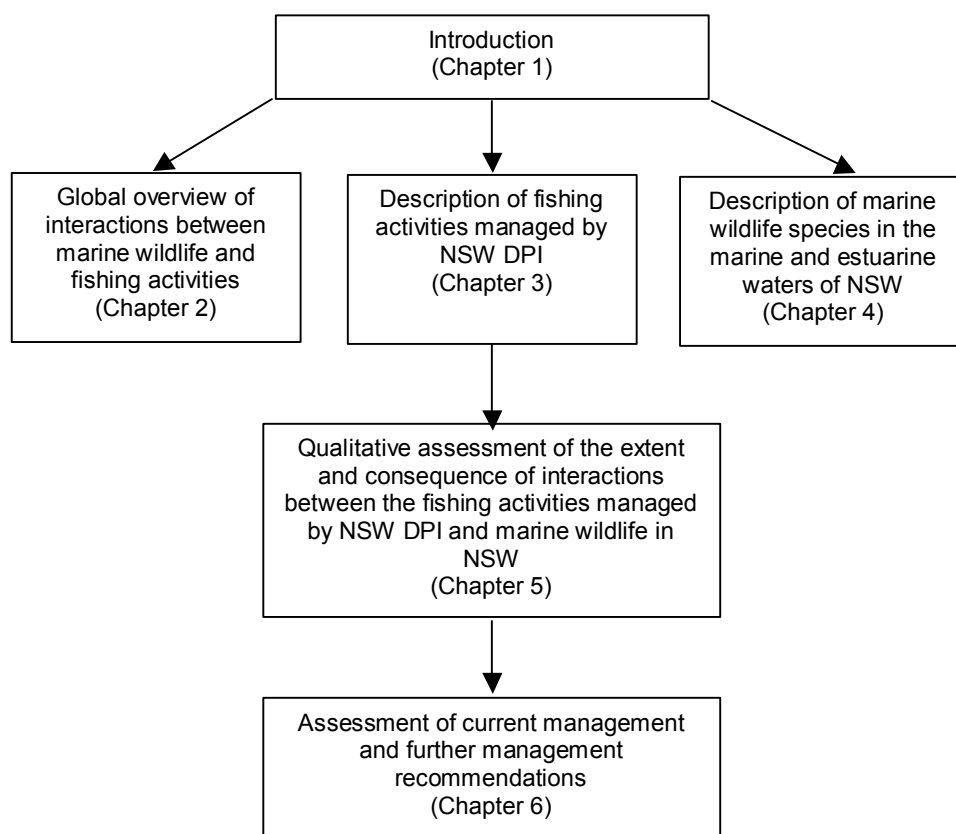 Introduction
(Chapter 1)
Global overview of
interactions between
marine wildlife and
fishing activities
(Chapter 2)
Description of fishing
activities managed by
NSW DPI
(Chapter 3)
Description of marine
wildlife species in the
marine and estuarine
waters of NSW
(Chapter 4)
Qualitative assessment of the extent
and consequence of interactions
between the fishing activities managed
by NSW DPI and marine wildlife in
NSW
(Chapter 5)
Assessment of current management
and further management
recommendations
(Chapter 6)